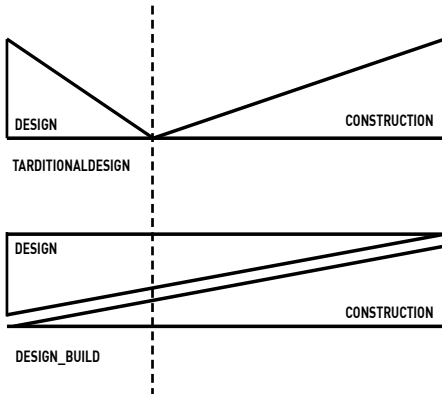 DESIGN
CONSTRUCTION
TARDITIONALDESIGN
DESIGN
CONSTRUCTION
DESIGN_BUILD